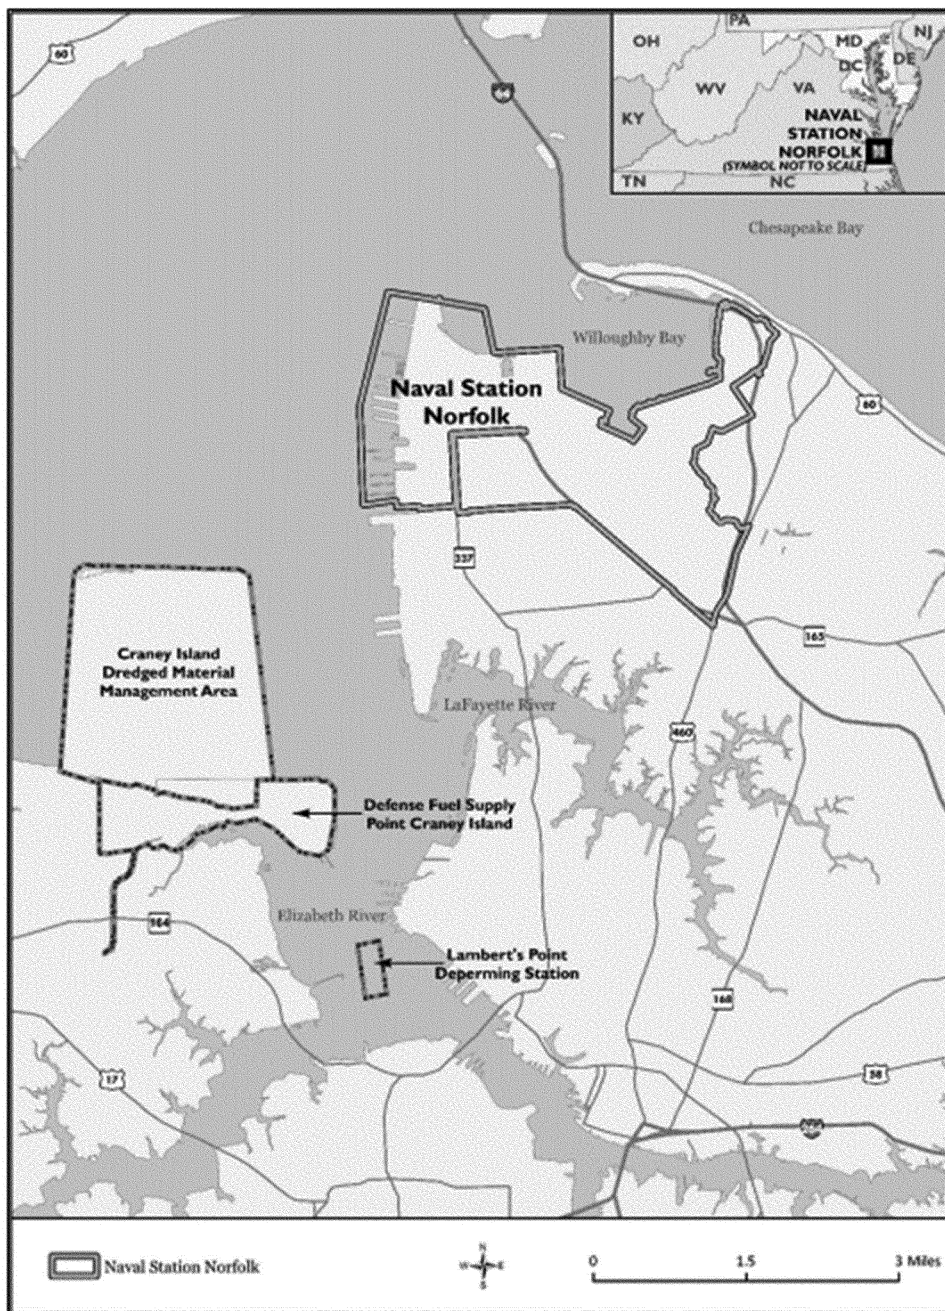 PA
NJ
OH
MD
DE
DC
WV
VA
KY
NAVAL
STATION
NORFOLK
(SYMBOL NOT TO SCALE)
TN
NC
60
Chesapeake Bay
Willoughby Bay
Naval Station
Norfolk
60
337
165
Craney Island
Dredged Material
Management Area
LaFayette River
460
Defense Fuel Supply
Point Craney Island
Elizabeth River
164
Lambert's Point
Deperming Station
168
17
58
Naval Station Norfolk
N
W E
S
0 1.5 3 Miles